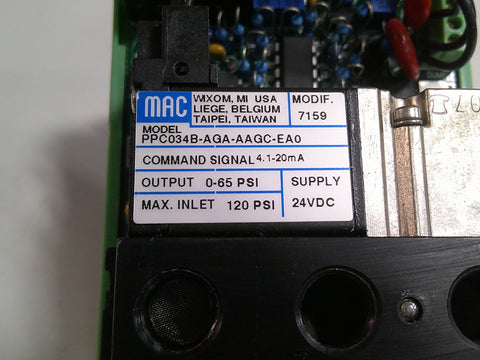 MAC
WIXOM, MI USA
LIEGE, BELGIUM
TAIPEI, TAIWAN
MODIF.
7159
MODEL
PPC034B-AGA-AAGC-EA0
COMMAND SIGNAL 4.1-20mA
OUTPUT 0-65 PSI
MAX. INLET 120 PSI
SUPPLY
24VDC